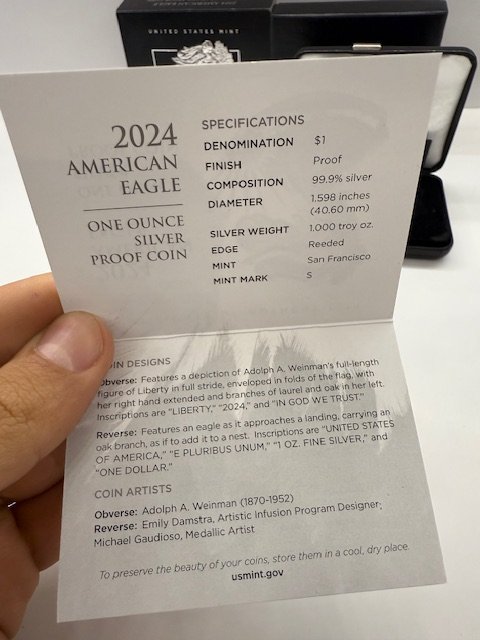 UNITED STATES MINT
2024
AMERICAN
EAGLE
ONE OUNCE
SILVER
PROOF COIN
SPECIFICATIONS
DENOMINATION $1
FINISH Proof
COMPOSITION 99.9% silver
DIAMETER 1.598 inches
(40.60 mm)
SILVER WEIGHT 1.000 troy oz.
EDGE Reeded
MINT San Francisco
MINT MARK S
COIN DESIGNS
Obverse: Features a depiction of Adolph A. Weinman's full-length
figure of Liberty in full stride, enveloped in folds of the flag, with
her right hand extended and branches of laurel and oak in her left.
Inscriptions are "LIBERTY," "2024," and "IN GOD WE TRUST."
Reverse: Features an eagle as it approaches a landing, carrying an
oak branch, as if to add it to a nest. Inscriptions are "UNITED STATES
OF AMERICA," "E PLURIBUS UNUM," "1 OZ. FINE SILVER," and
"ONE DOLLAR."
COIN ARTISTS
Obverse: Adolph A. Weinman (1870-1952)
Reverse: Emily Damstra, Artistic Infusion Program Designer;
Michael Gaudioso, Medallic Artist
To preserve the beauty of your coins, store them in a cool, dry place.
usmint.gov